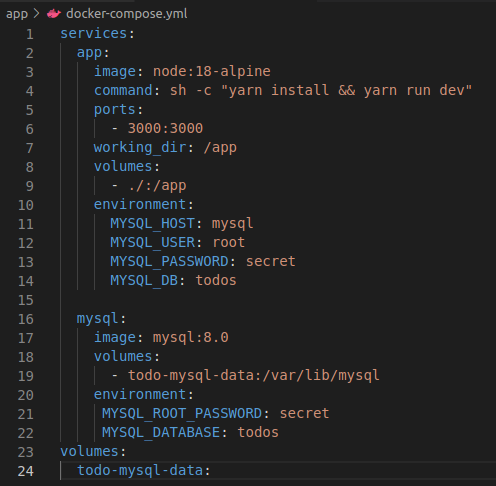 app > docker-compose.yml
1 services:
2   app:
3     image: node:18-alpine
4     command: sh -c "yarn install && yarn run dev"
5     ports:
6       - 3000:3000
7     working_dir: /app
8     volumes:
9       - ./:/app
10     environment:
11       MYSQL_HOST: mysql
12       MYSQL_USER: root
13       MYSQL_PASSWORD: secret
14       MYSQL_DB: todos
15
16   mysql:
17     image: mysql:8.0
18     volumes:
19       - todo-mysql-data:/var/lib/mysql
20     environment:
21      MYSQL_ROOT_PASSWORD: secret
22      MYSQL_DATABASE: todos
23 volumes:
24   todo-mysql-data: